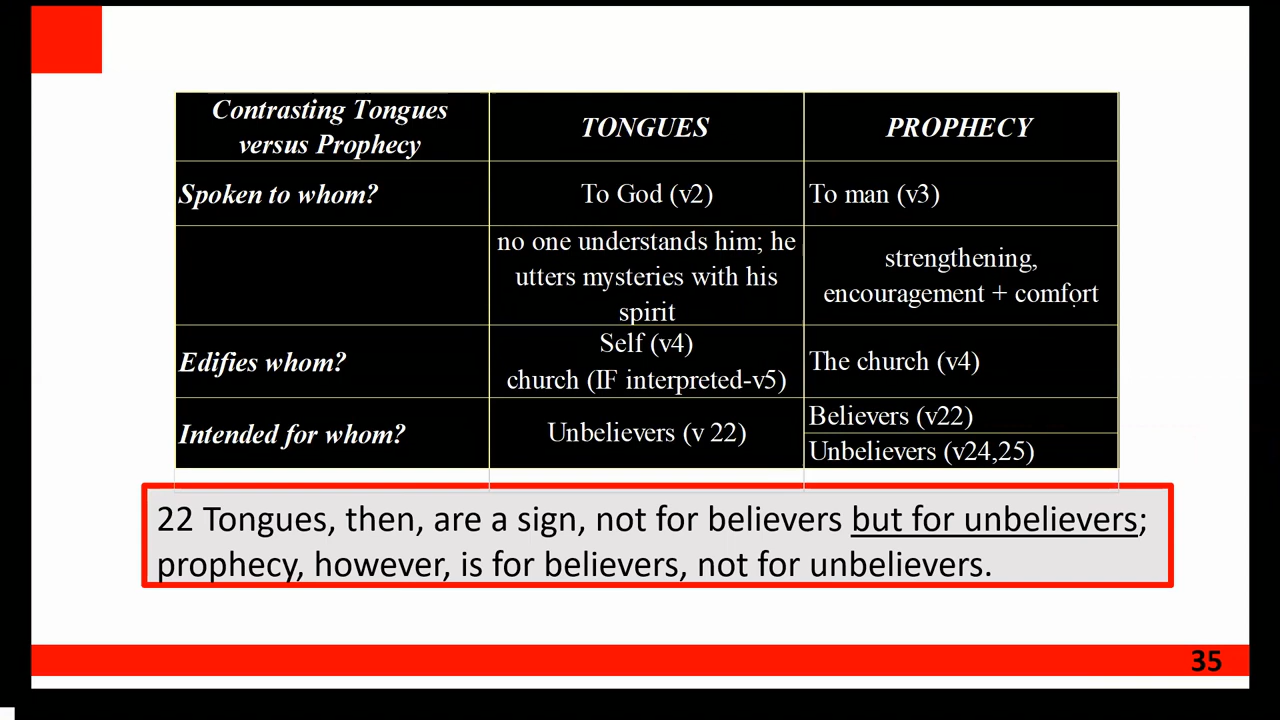 Contrasting Tongues
versus Prophecy
TONGUES
PROPHECY
Spoken to whom?
To God (v2)
To man (v3)
no one understands him; he
utters mysteries with his
spirit
strengthening,
encouragement + comfort
Edifies whom?
Self (v4)
church (IF interpreted-v5)
The church (v4)
Intended for whom?
Unbelievers (v 22)
Believers (v22)
Unbelievers (v24,25)
22 Tongues, then, are a sign, not for believers but for unbelievers;
prophecy, however, is for believers, not for unbelievers.
35